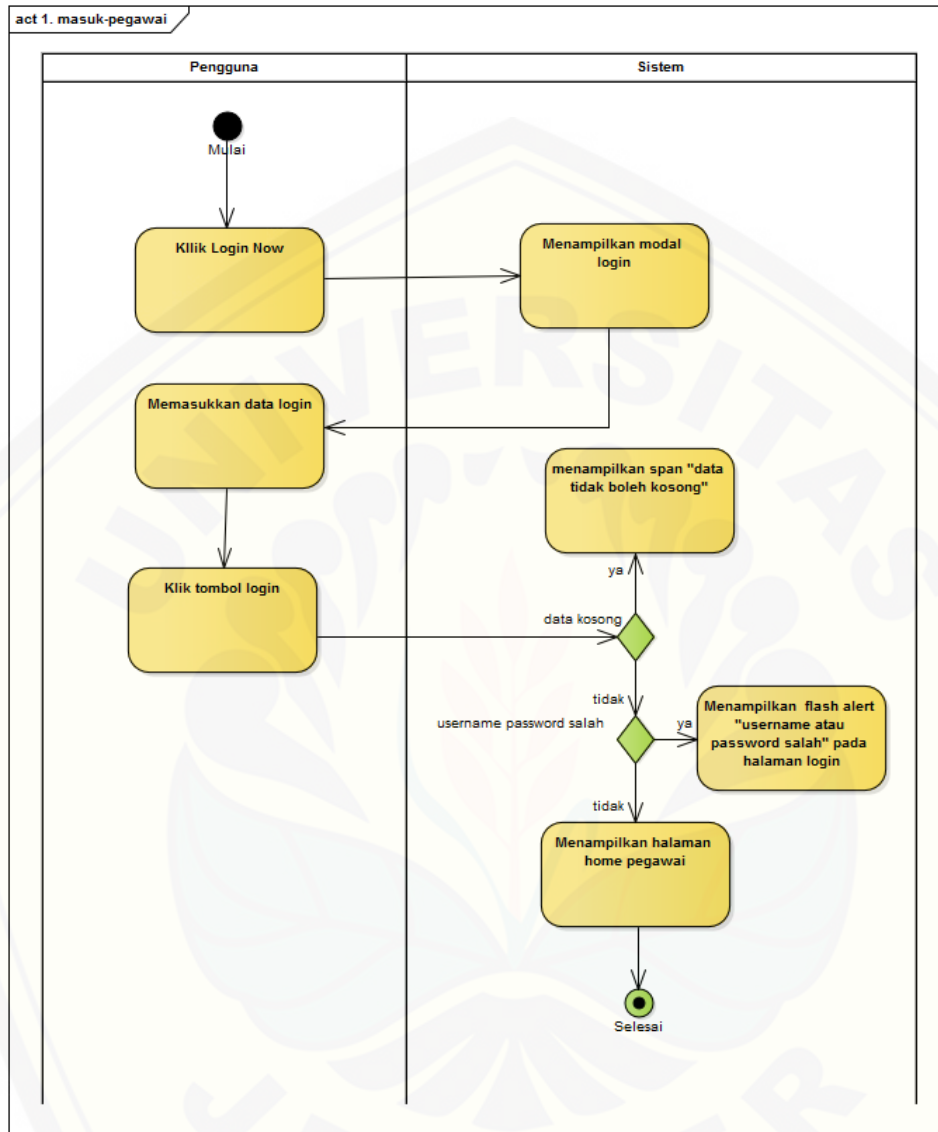 act 1. masuk-pegawai
Pengguna
Sistem
Mulai
KIlik Login Now
Menampilkan modal
login
Memasukkan data login
menampilkan span "data
tidak boleh kosong"
ya
Klik tombol login
data kosong
tidak
username password salah
ya
Menampilkan flash alert
"username atau
password salah" pada
halaman login
tidak
Menampilkan halaman
home pegawai
Selesai
UNIVERSITAS